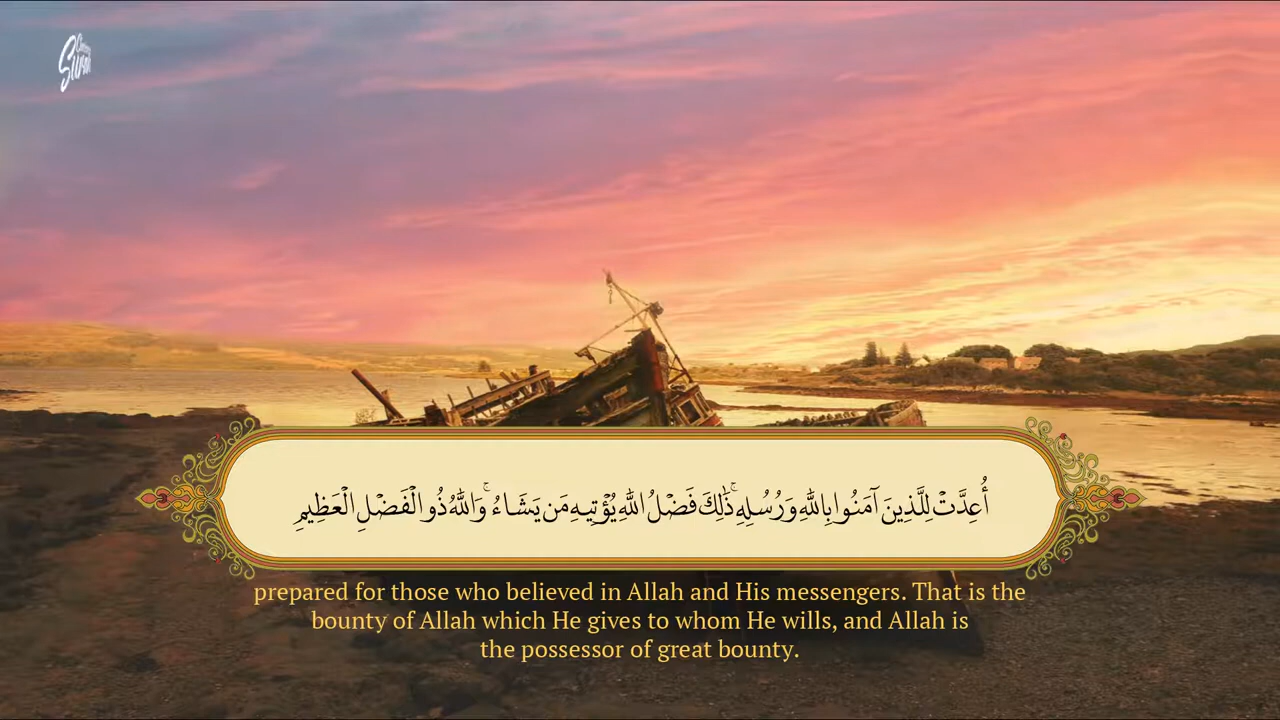 أُعِدَّتْ لِلَّذِينَ آمَنُوا بِاللَّهِ وَرُسُلِهِ ۚ ذَٰلِكَ فَضْلُ اللَّهِ يُؤْتِيهِ مَن يَشَاءُ ۚ وَاللَّهُ ذُو الْفَضْلِ الْعَظِيمِ
prepared for those who believed in Allah and His messengers. That is the
bounty of Allah which He gives to whom He wills, and Allah is
the possessor of great bounty.